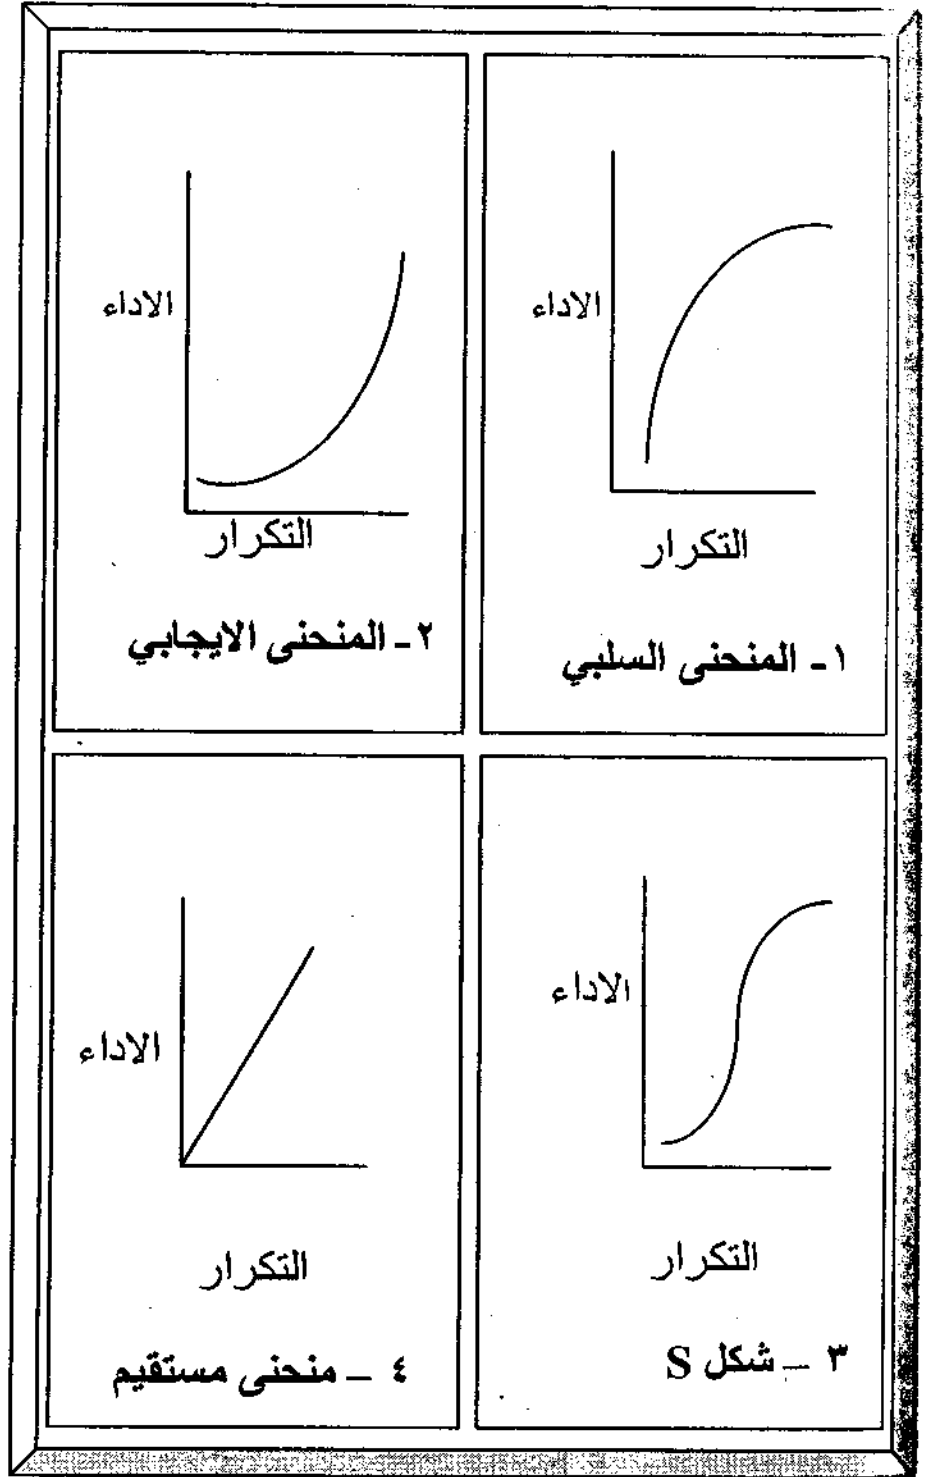 الاداء
التكرار
١ ـ المنحنى السلبي
الاداء
التكرار
٢ ـ المنحنى الايجابي
الاداء
التكرار
٣ – شكل S
الاداء
التكرار
٤ – منحنى مستقيم